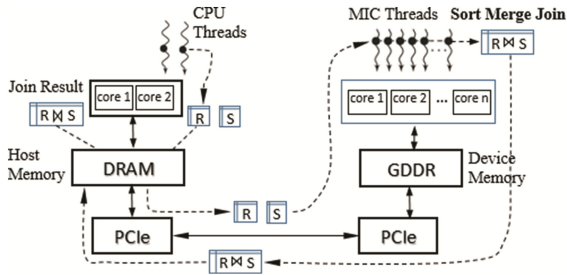 CPU
Threads
MIC Threads
Sort Merge Join
R⋈S
Join Result
core 1
core 2
R⋈S
R
S
core 1
core 2
...
core n
Host
Memory
DRAM
GDDR
Device
Memory
R
S
PCIe
PCIe
R⋈S